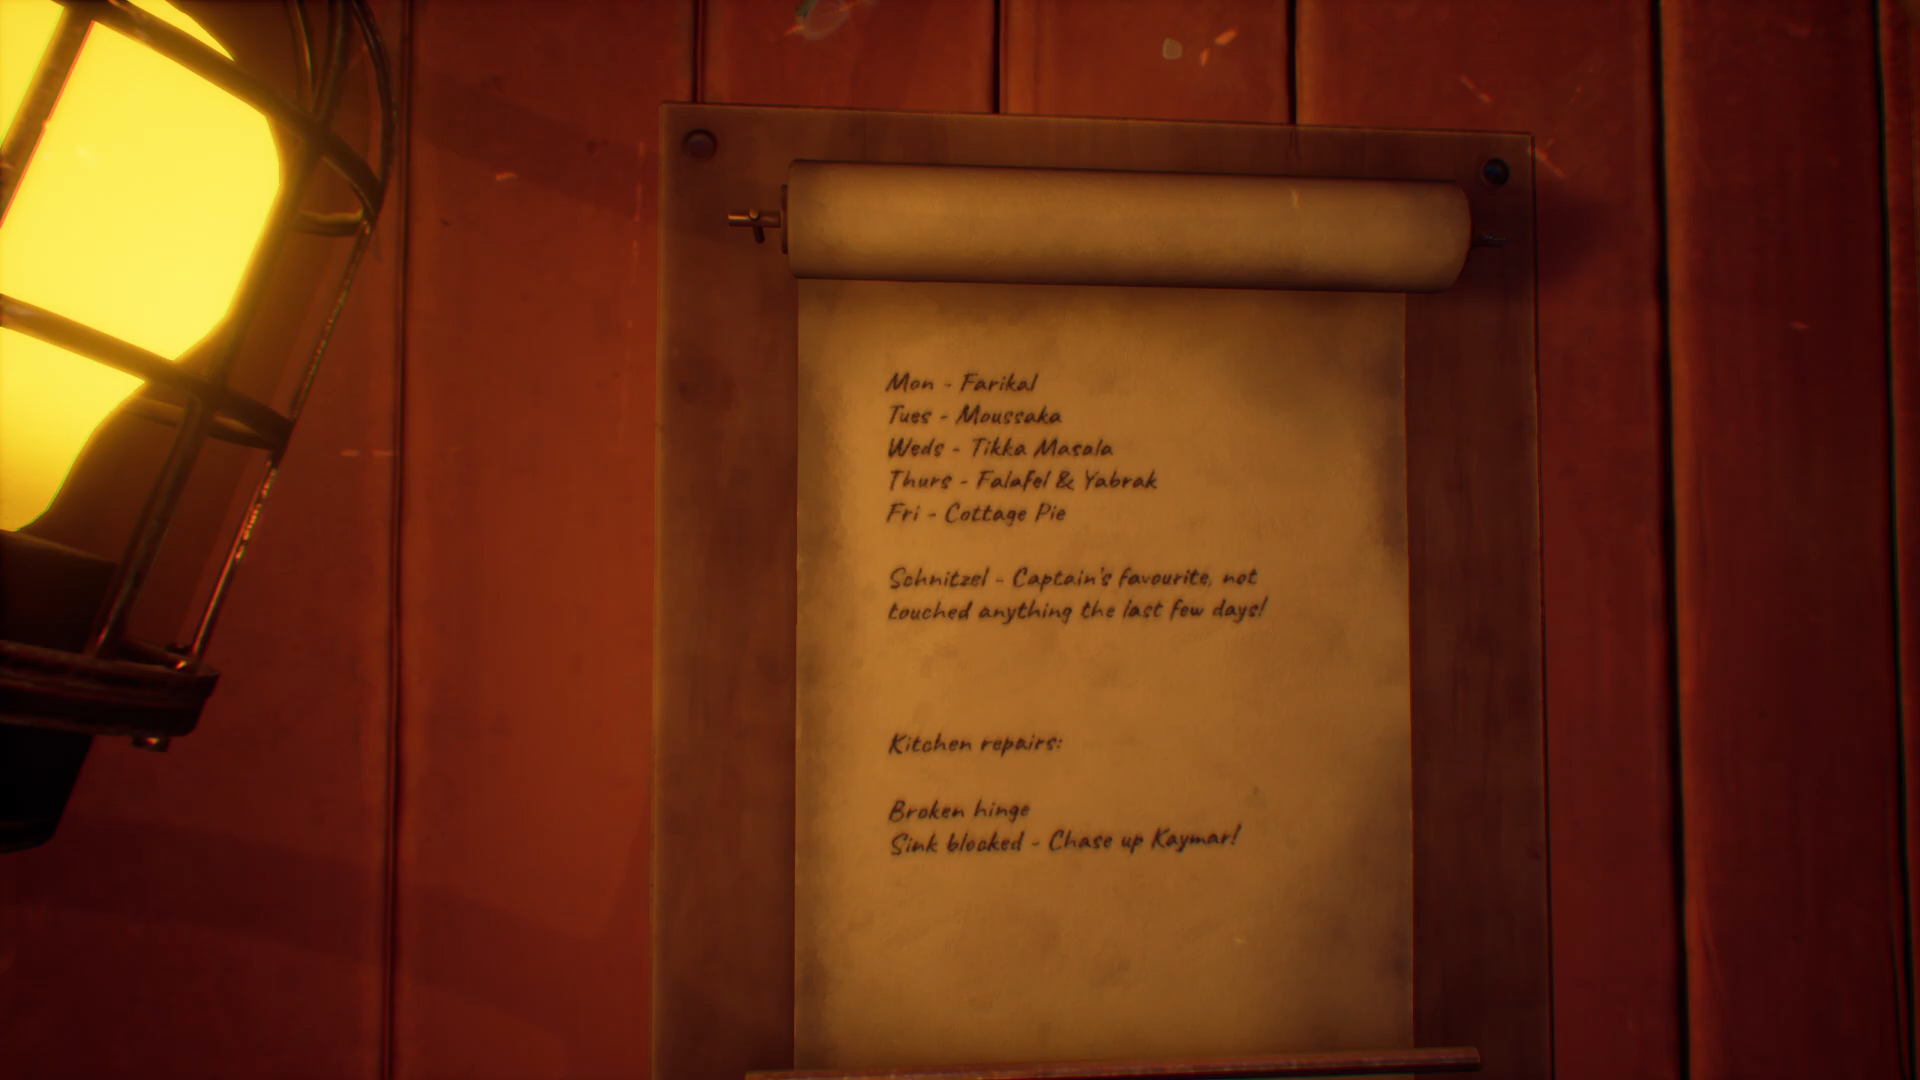 Mon - Farikal
Tues - Moussaka
Weds - Tikka Masala
Thurs - Falafel & Yabrak
Fri - Cottage Pie
Schnitzel - Captain's favourite, not
touched anything the last few days!
Kitchen repairs:
Broken hinge
Sink blocked - Chase up Kaymar!